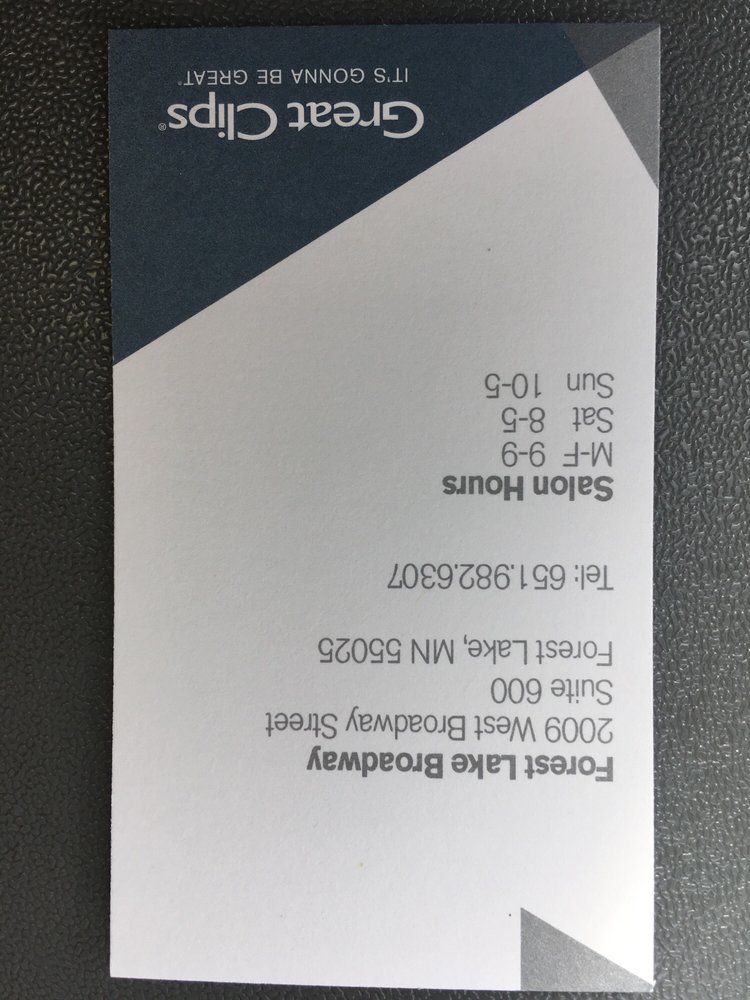 Forest Lake Broadway
2009 West Broadway Street
Suite 600
Forest Lake, MN 55025
Tel: 651.982.6307
Salon Hours
M-F 9-9
Sat 8-5
Sun 10-5
Great Clips®
IT'S GONNA BE GREAT®